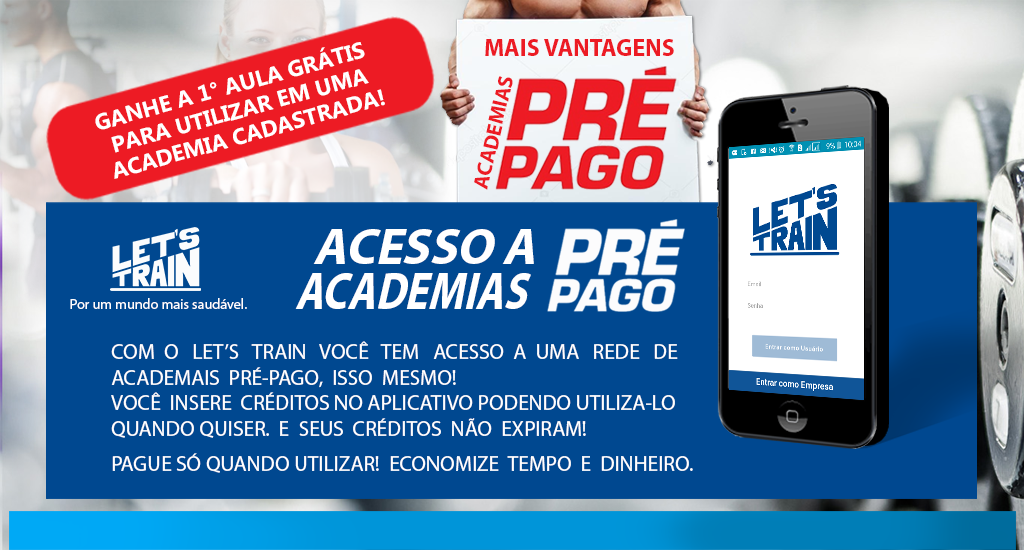 GANHE A 1° AULA GRÁTIS
PARA UTILIZAR EM UMA
ACADEMIA CADASTRADA!
MAIS VANTAGENS
ACADEMIAS
PRÉ
PAGO
LET'S
TRAIN
Por um mundo mais saudável.
ACESSO A
ACADEMIAS
PRÉ
PAGO
COM O LET'S TRAIN VOCÊ TEM ACESSO A UMA REDE DE
ACADEMAIS PRÉ-PAGO, ISSO MESMO!
VOCÊ INSERE CRÉDITOS NO APLICATIVO PODENDO UTILIZA-LO
QUANDO QUISER. E SEUS CRÉDITOS NÃO EXPIRAM!
PAGUE SÓ QUANDO UTILIZAR! ECONOMIZE TEMPO E DINHEIRO.
9% 10:34
LET'S
TRAIN
Email
Senha
Entrar como Usuário
Entrar como Empresa